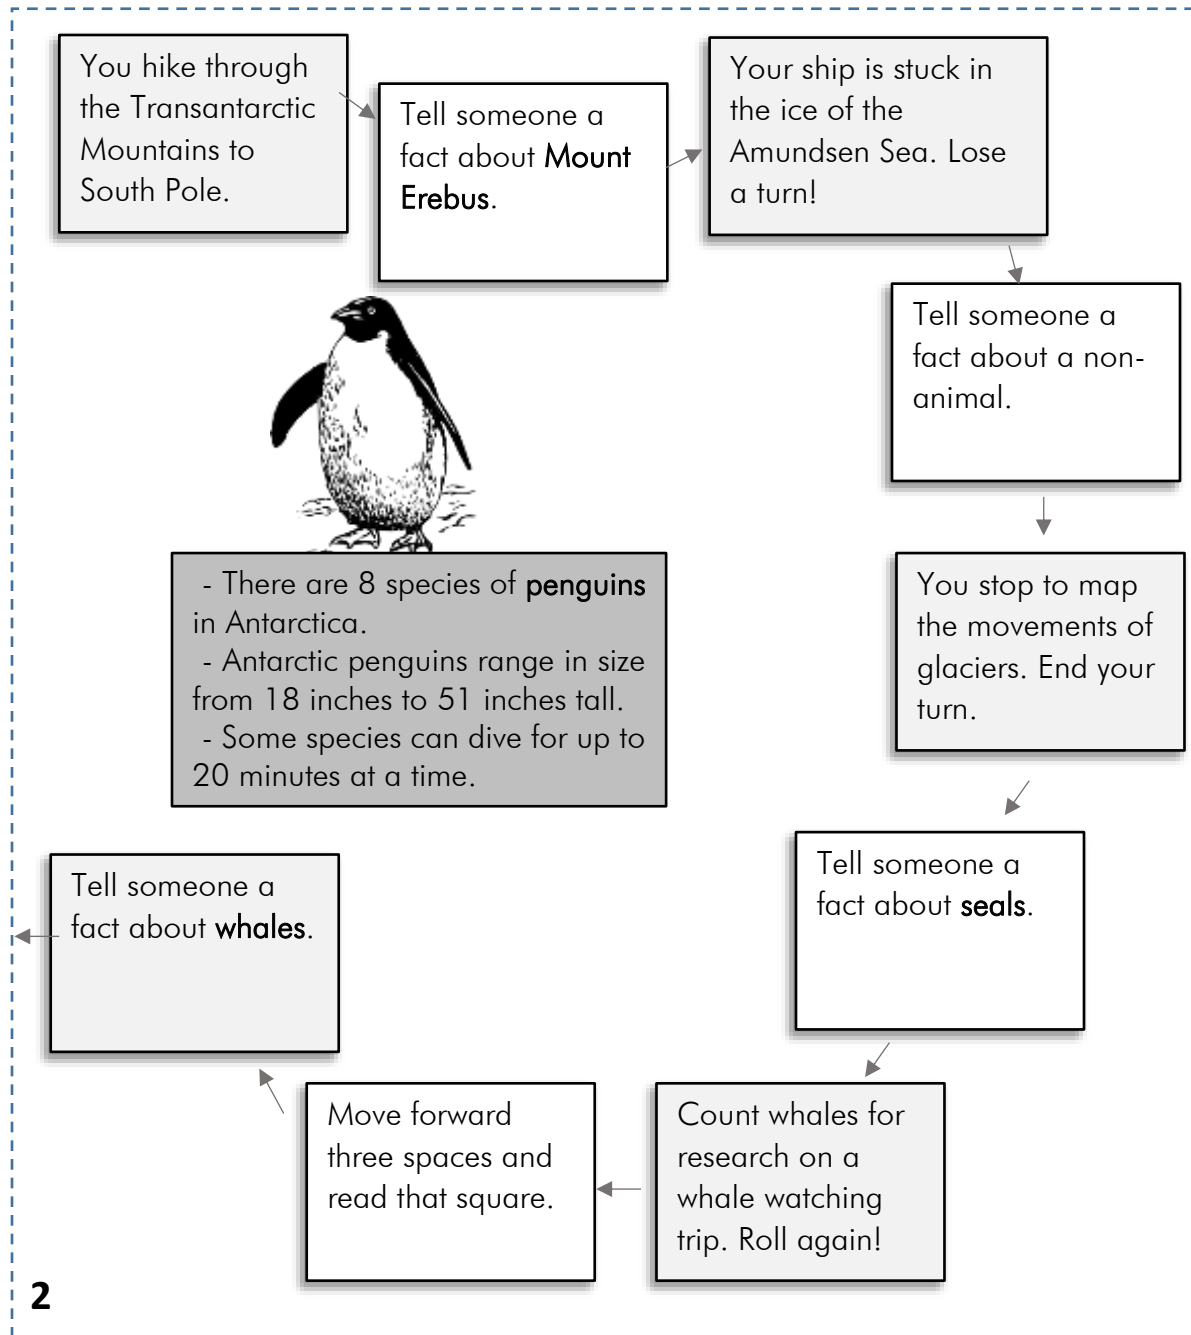 You hike through
the Transantarctic
Mountains to
South Pole.
Tell someone a
fact about Mount
Erebus.
Your ship is stuck in
the ice of the
Amundsen Sea. Lose
a turn!
Tell someone a
fact about a non-
animal.
You stop to map
the movements of
glaciers. End your
turn.
Tell someone a
fact about seals.
Count whales for
research on a
whale watching
trip. Roll again!
Move forward
three spaces and
read that square.
Tell someone a
fact about whales.
- There are 8 species of penguins
in Antarctica.
- Antarctic penguins range in size
from 18 inches to 51 inches tall.
- Some species can dive for up to
20 minutes at a time.
2